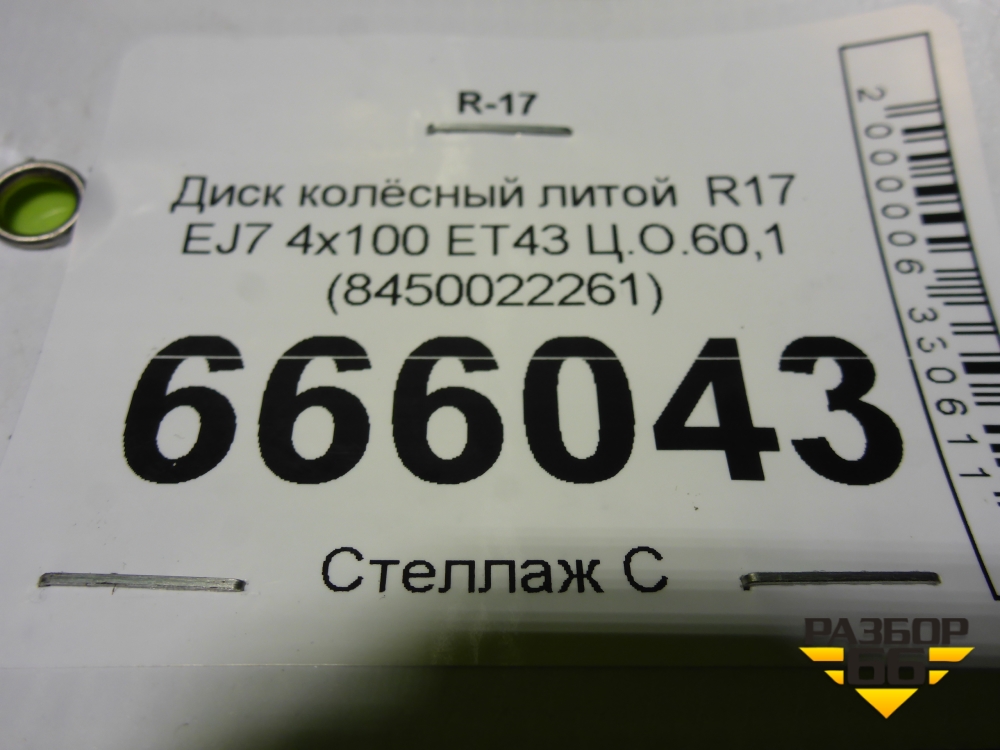 R-17
Диск колёсный литой R17
EJ7 4x100 ET43 Ц.О.60,1
(8450022261)
666043
Стеллаж С
2000006330611
РАЗБОР
66